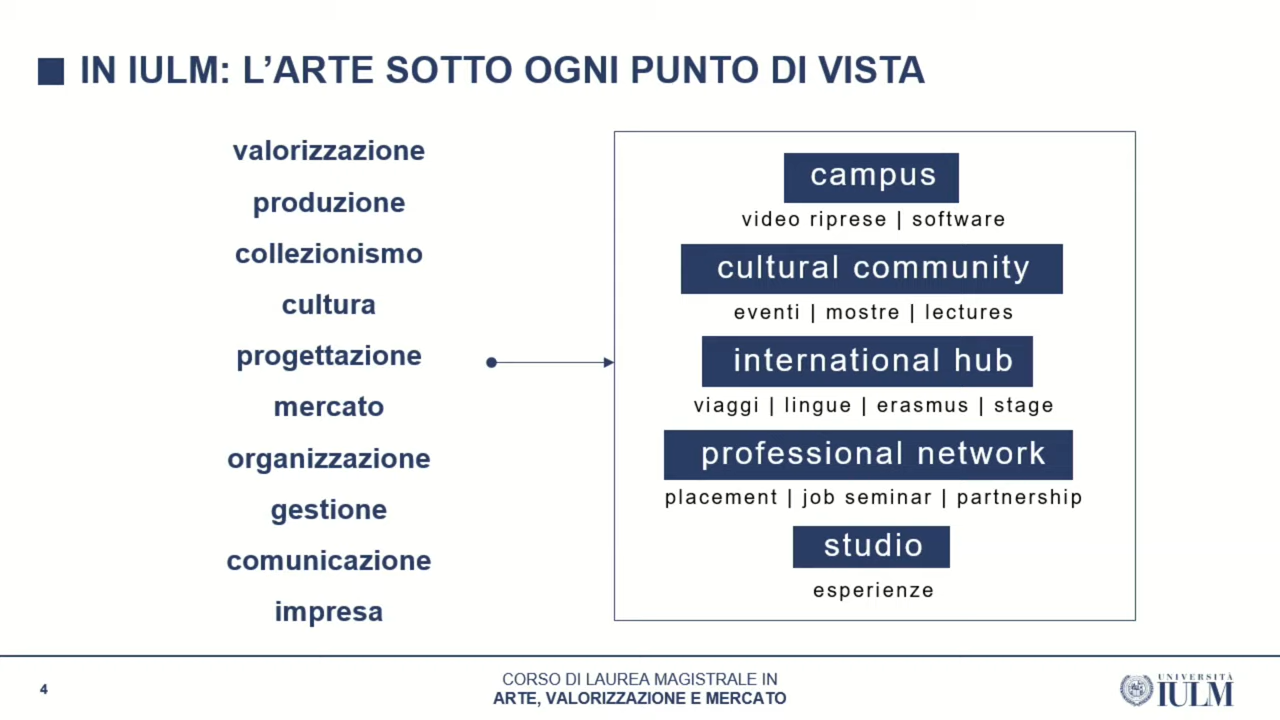 IN IULM: L'ARTE SOTTO OGNI PUNTO DI VISTA
valorizzazione
produzione
collezionismo
cultura
progettazione
mercato
organizzazione
gestione
comunicazione
impresa
campus
video riprese | software
cultural community
eventi | mostre | lectures
international hub
viaggi | lingue | erasmus | stage
professional network
placement | job seminar | partnership
studio
esperienze
4
CORSO DI LAUREA MAGISTRALE IN
ARTE, VALORIZZAZIONE E MERCATO
UNIVERSITÀ
IULM